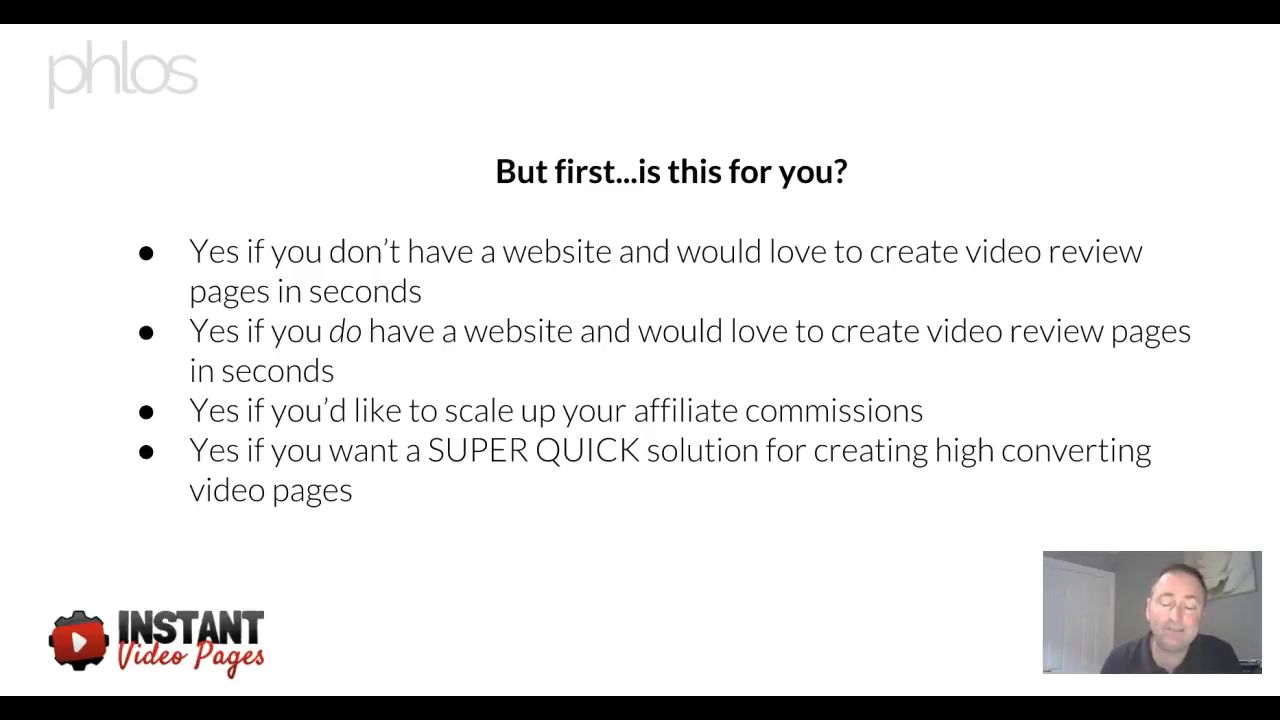 phlos
But first...is this for you?
● Yes if you don’t have a website and would love to create video review
pages in seconds
● Yes if you do have a website and would love to create video review pages
in seconds
● Yes if you’d like to scale up your affiliate commissions
● Yes if you want a SUPER QUICK solution for creating high converting
video pages
INSTANT
Video Pages